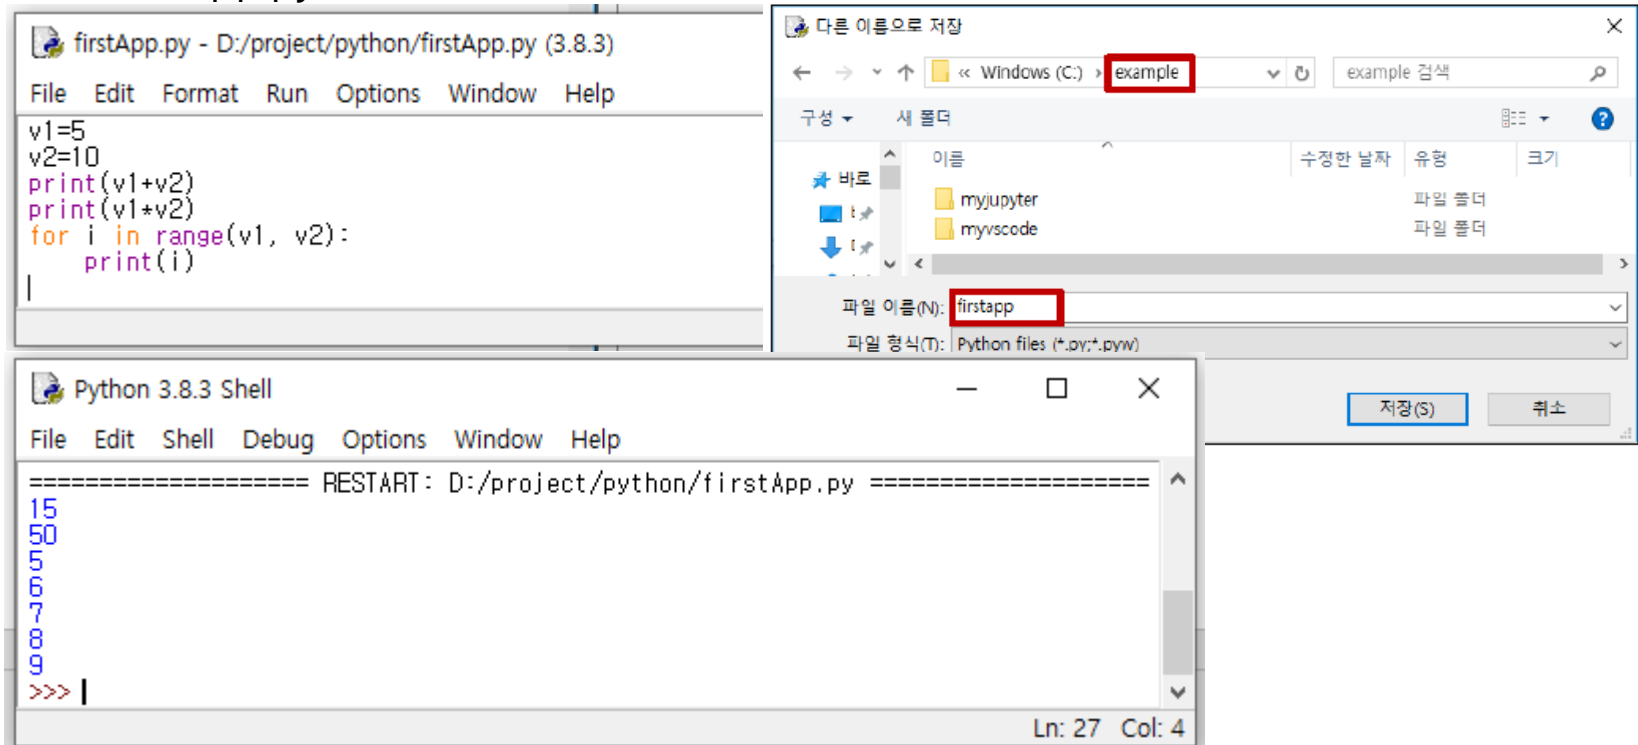 firstApp.py - D:/project/python/firstApp.py (3.8.3)
File Edit Format Run Options Window Help
v1=5
v2=10
print(v1+v2)
print(v1*v2)
for i in range(v1, v2):
    print(i)
다른 이름으로 저장
« Windows (C:) > example
example 검색
구성 새 폴더
이름 수정한 날짜 유형 크기
바로
myjupyter 파일 폴더
myvscode 파일 폴더
파일 이름(N): firstapp
파일 형식(T): Python files (*.py;*.pyw)
저장(S) 취소
Python 3.8.3 Shell
File Edit Shell Debug Options Window Help
==================== RESTART: D:/project/python/firstApp.py ====================
15
50
5
6
7
8
9
>>>
Ln: 27 Col: 4